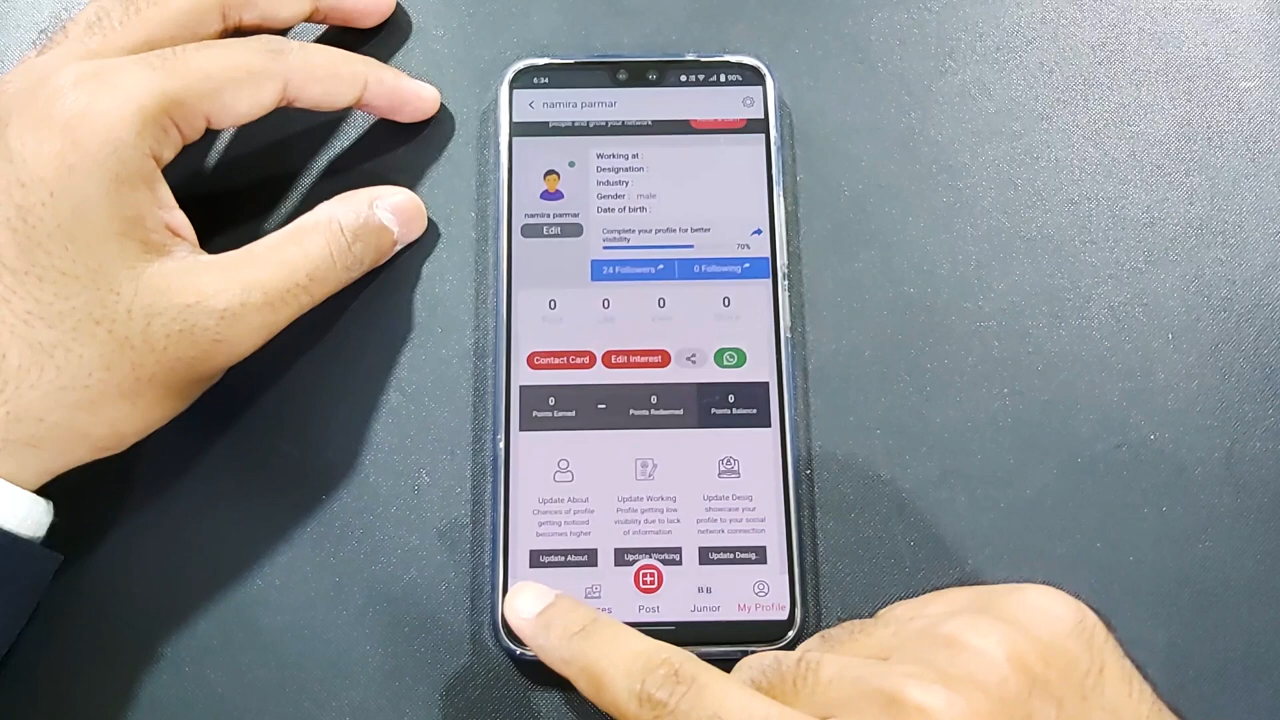 6:34
90%
namira parmar
people and grow your network
Working at :
Designation :
Industry :
Gender : male
Date of birth :
namira parmar
Edit
Complete your profile for better
visibility
70%
24 Followers
0 Following
0 0 0 0
Contact Card
Edit Interest
0 – 0 0
Points Earned Points Redeemed Points Balance
Update About
Chances of profile
getting noticed
becomes higher
Update About
Update Working
Profile getting low
visibility due to lack
of information
Update Working
Update Desig
showcase your
profile to your social
network connection
Update Desig..
Post
Junior
My Profile